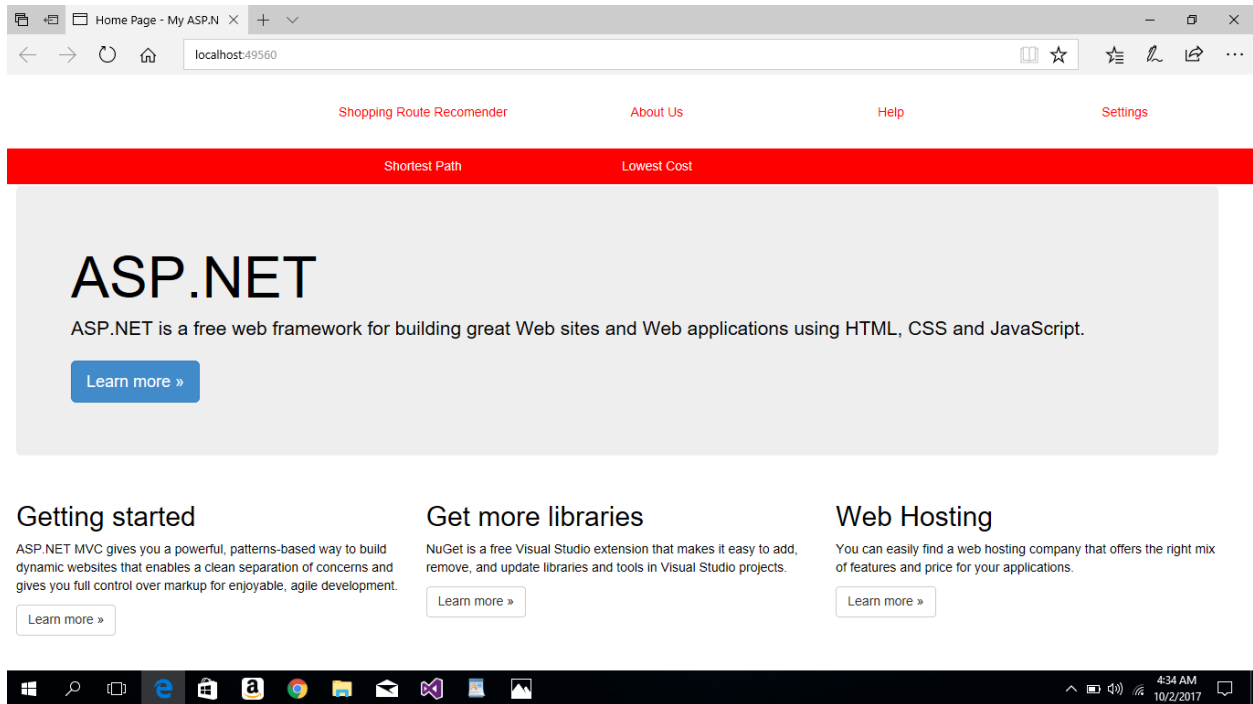 Home Page - My ASP.N
localhost:49560
Shopping Route Recomender About Us Help Settings
Shortest Path Lowest Cost
ASP.NET
ASP.NET is a free web framework for building great Web sites and Web applications using HTML, CSS and JavaScript.
Learn more »
Getting started
ASP.NET MVC gives you a powerful, patterns-based way to build
dynamic websites that enables a clean separation of concerns and
gives you full control over markup for enjoyable, agile development.
Learn more »
Get more libraries
NuGet is a free Visual Studio extension that makes it easy to add,
remove, and update libraries and tools in Visual Studio projects.
Learn more »
Web Hosting
You can easily find a web hosting company that offers the right mix
of features and price for your applications.
Learn more »
4:34 AM
10/2/2017